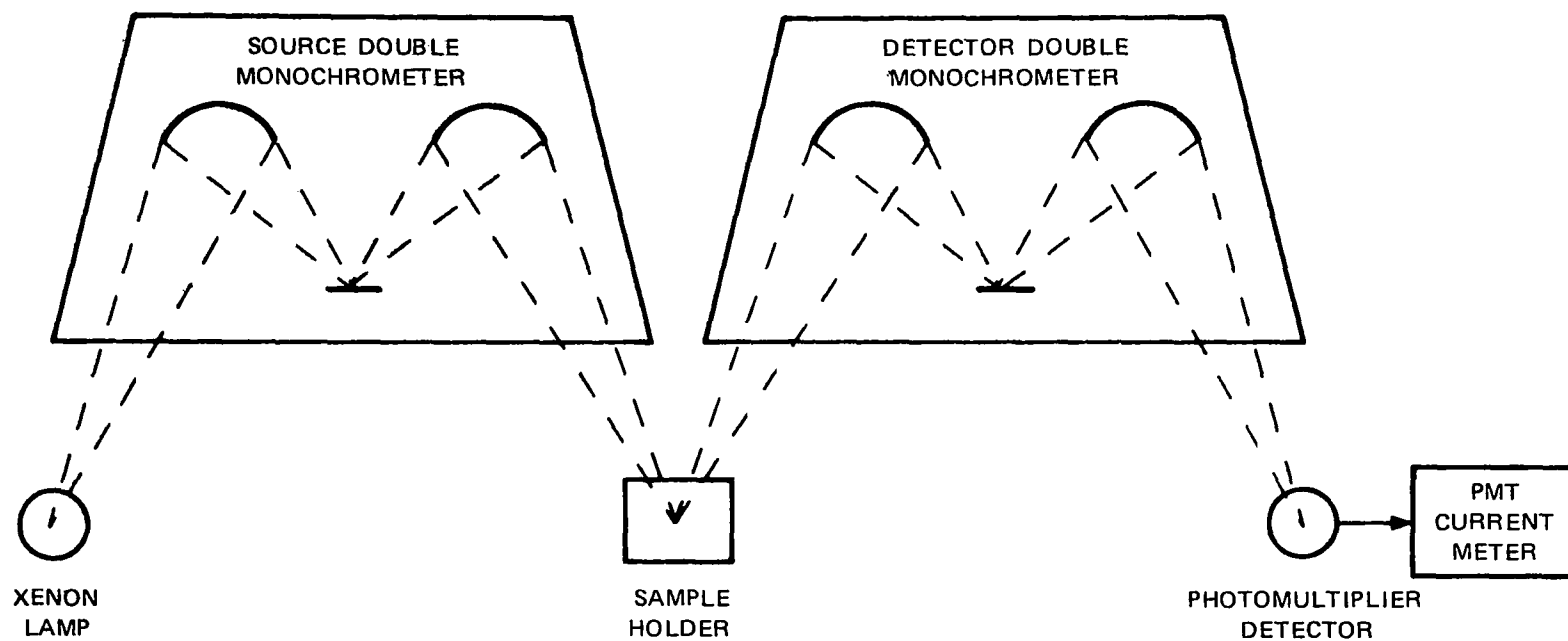 SOURCE DOUBLE
MONOCHROMETER
DETECTOR DOUBLE
MONOCHROMETER
PMT
CURRENT
METER
XENON
LAMP
SAMPLE
HOLDER
PHOTOMULTIPLIER
DETECTOR